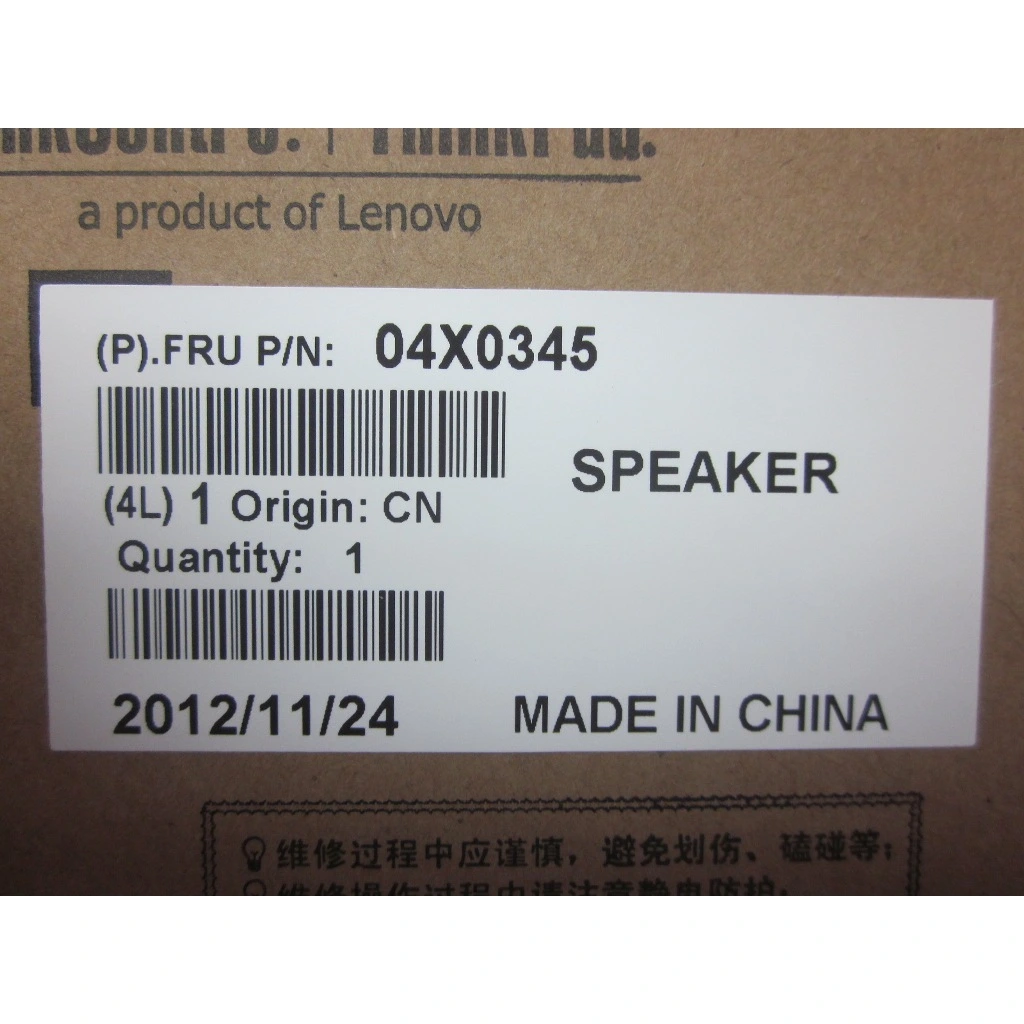 a product of Lenovo
(P).FRU P/N: 04X0345
SPEAKER
(4L) 1 Origin: CN
Quantity: 1
2012/11/24 MADE IN CHINA
维修过程中应谨慎，避免划伤、磕碰等；